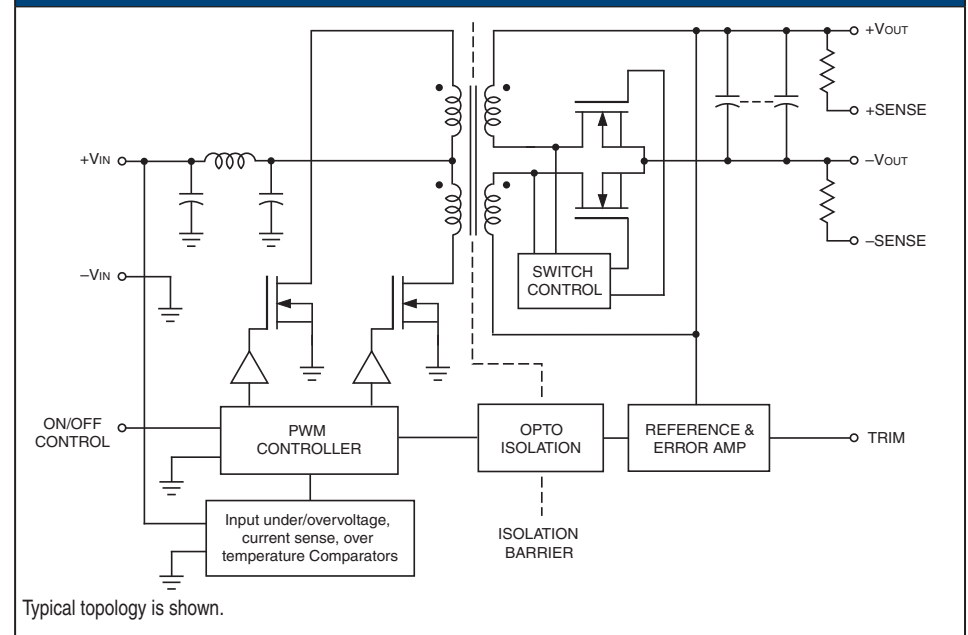 +VOUT
+SENSE
+VIN
–VOUT
–SENSE
–VIN
SWITCH
CONTROL
ON/OFF
CONTROL
PWM
CONTROLLER
OPTO
ISOLATION
REFERENCE &
ERROR AMP
TRIM
Input under/overvoltage,
current sense, over
temperature Comparators
ISOLATION
BARRIER
Typical topology is shown.